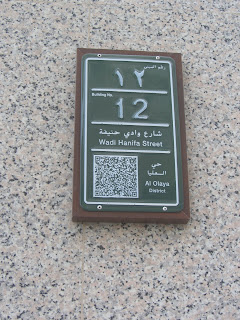 رقم المبنى
١٢
Building No
12
شارع وادي حنيفة
Wadi Hanifa Street
حي
العليا
Al Olaya
District